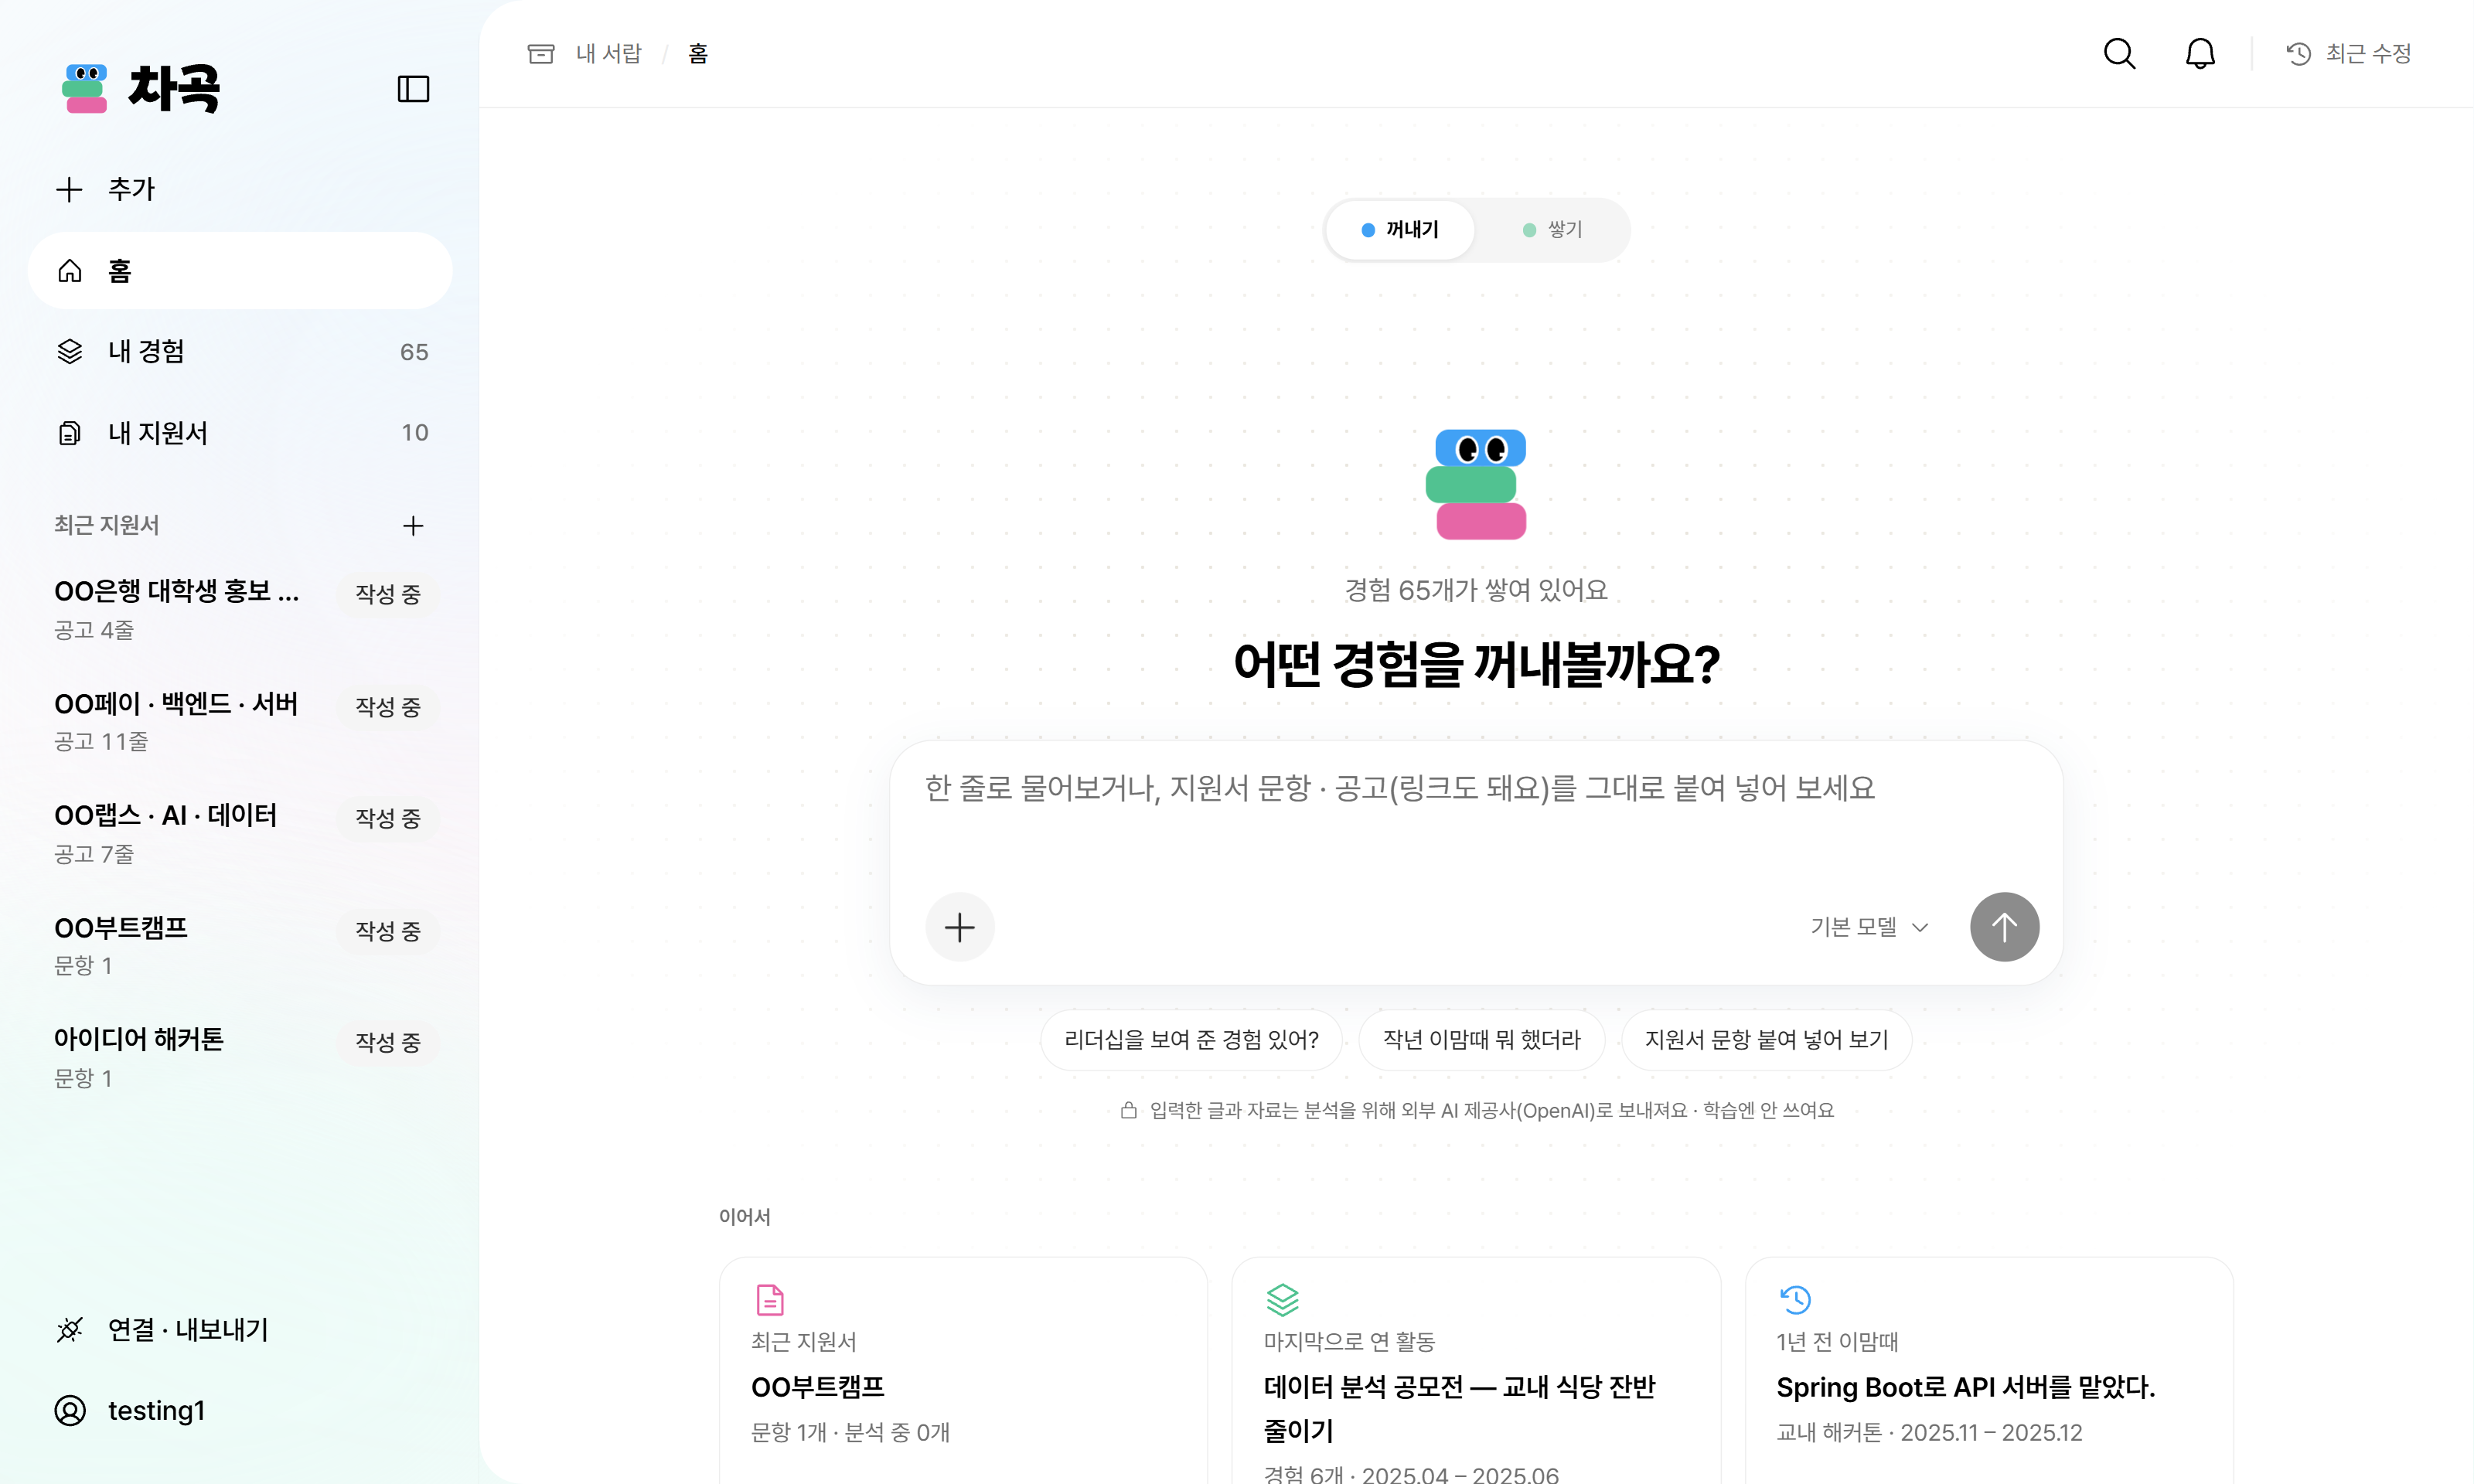 차곡
추가
홈
내 경험 65
내 지원서 10
최근 지원서
OO은행 대학생 홍보 ... 작성 중
공고 4줄
OO페이 · 백엔드 · 서버 작성 중
공고 11줄
OO랩스 · AI · 데이터 작성 중
공고 7줄
OO부트캠프 작성 중
문항 1
아이디어 해커톤 작성 중
문항 1
연결 · 내보내기
testing1
내 서랍 / 홈
최근 수정
꺼내기 쌓기
경험 65개가 쌓여 있어요
어떤 경험을 꺼내볼까요?
한 줄로 물어보거나, 지원서 문항 · 공고(링크도 돼요)를 그대로 붙여 넣어 보세요
기본 모델
리더십을 보여 준 경험 있어? 작년 이맘때 뭐 했더라 지원서 문항 붙여 넣어 보기
입력한 글과 자료는 분석을 위해 외부 AI 제공사(OpenAI)로 보내져요 · 학습엔 안 쓰여요
이어서
최근 지원서
OO부트캠프
문항 1개 · 분석 중 0개
마지막으로 연 활동
데이터 분석 공모전 — 교내 식당 잔반
줄이기
경험 6개 · 2025.04 – 2025.06
1년 전 이맘때
Spring Boot로 API 서버를 맡았다.
교내 해커톤 · 2025.11 – 2025.12